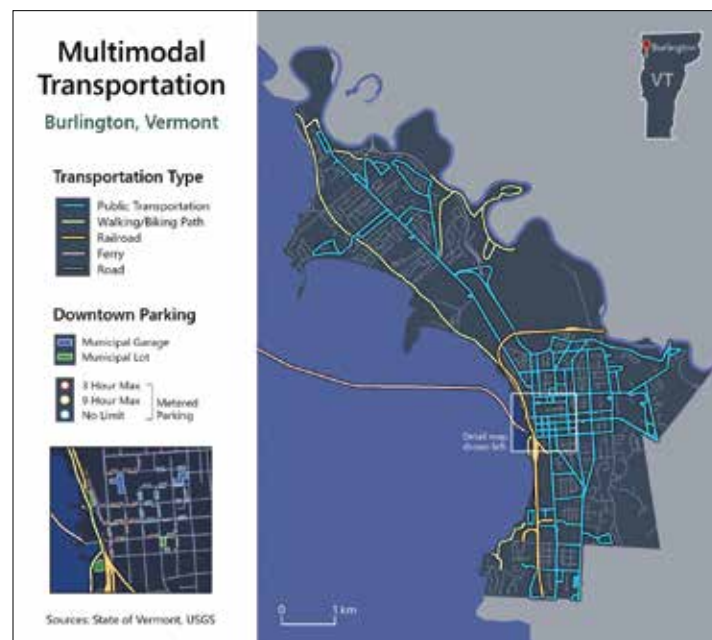 Multimodal
Transportation
Burlington, Vermont
Transportation Type
Public Transportation
Walking/Biking Path
Railroad
Ferry
Road
Downtown Parking
Municipal Garage
Municipal Lot
3 Hour Max
9 Hour Max
No Limit
Metered
Parking
Sources: State of Vermont, USGS
Burlington
VT
Detail map
shown left
0
1 km